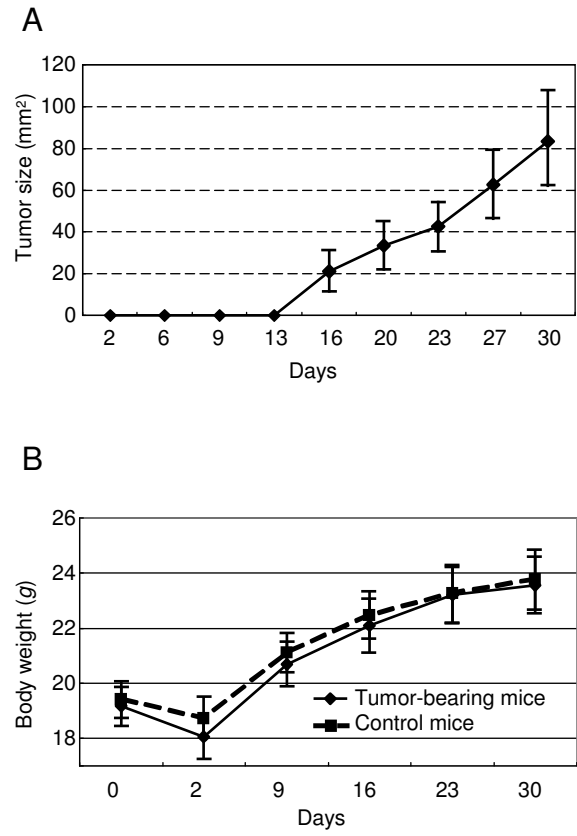 A
Tumor size (mm²)
120
100
80
60
40
20
0
2 6 9 13 16 20 23 27 30
Days
B
Body weight (g)
26
24
22
20
18
Tumor-bearing mice
Control mice
0 2 9 16 23 30
Days